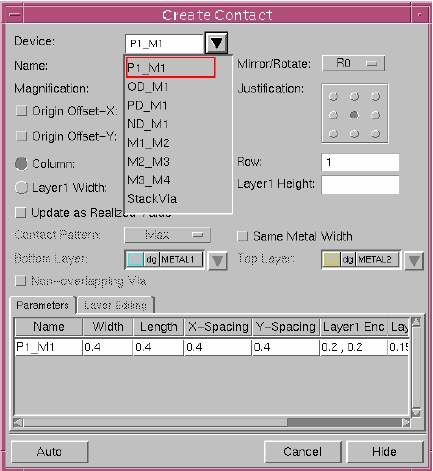 Create Contact
Device: P1_M1
Name: P1_M1 Mirror/Rotate: R0
Magnification: OD_M1 Justification:
Origin Offset-X: PD_M1
ND_M1
Origin Offset-Y: M1_M2
Column: M2_M3 Row: 1
Layer1 Width: M3_M4 Layer1 Height:
StackVia
Update as Realized Value
Contact Pattern: Max Same Metal Width
Bottom Layer: dg METAL1 Top Layer: dg METAL2
Non-overlapping Via
Parameters Layer Editing
Name Width Length X-Spacing Y-Spacing Layer1 Enc Lay
P1_M1 0.4 0.4 0.4 0.4 0.2 , 0.2 0.15
Auto Cancel Hide